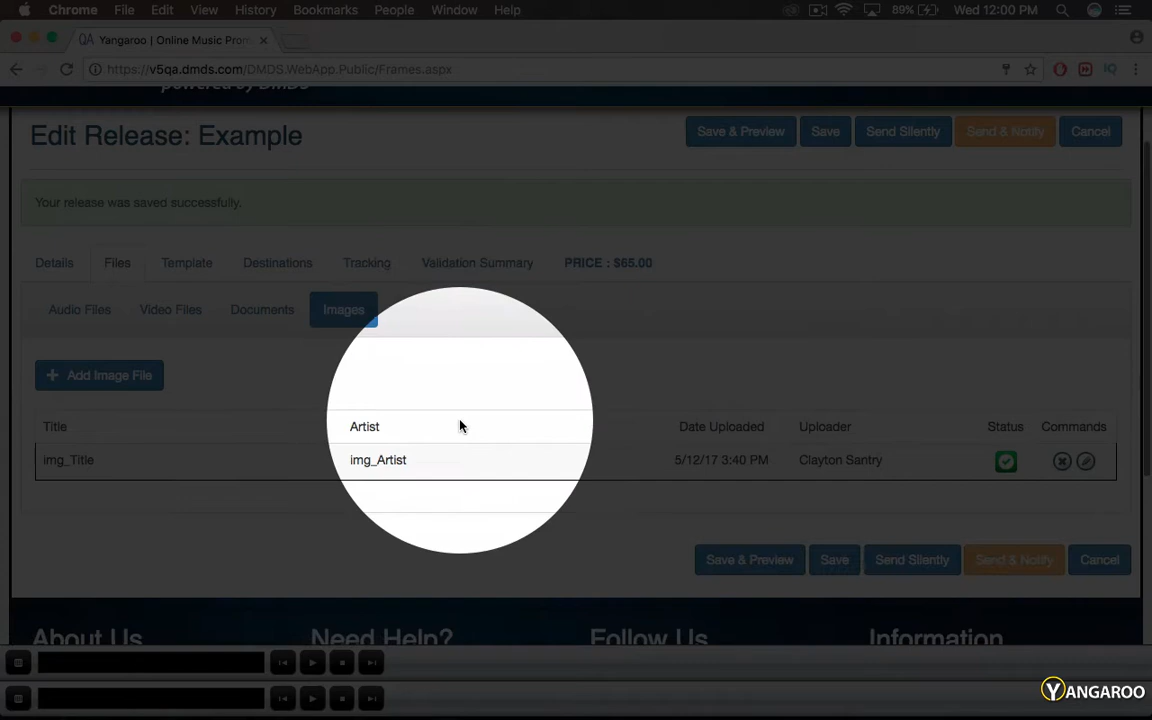 Chrome File Edit View History Bookmarks People Window Help 89% Wed 12:00 PM
QA Yangaroo | Online Music Prom
https://v5qa.dmds.com/DMDS.WebApp.Public/Frames.aspx
powered by DMDS
Edit Release: Example
Save & Preview Save Send Silently Send & Notify Cancel
Your release was saved successfully.
Details Files Template Destinations Tracking Validation Summary PRICE : $65.00
Audio Files Video Files Documents Images
Add Image File
Title Artist Date Uploaded Uploader Status Commands
img_Title img_Artist 5/12/17 3:40 PM Clayton Santry
Save & Preview Save Send Silently Send & Notify Cancel
About Us Need Help? Follow Us Information
YANGAROO